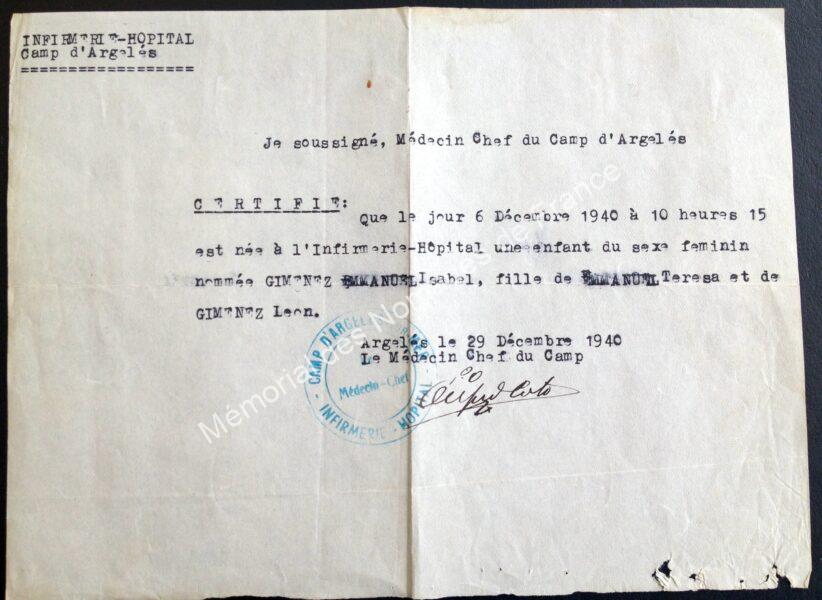 INFIRMERIE-HOPITAL
Camp d'Argelés
==================
Je soussigné, Médecin Chef du Camp d'Argelés
CERTIFIE:
Que le jour 6 Décembre 1940 à 10 heures 15
est née à l'Infirmerie-Hôpital une enfant du sexe feminin
nommée GIMENEZ EMMANUEL Isabel, fille de EMMANUEL Teresa et de
GIMENEZ Leon.
Argelés le 29 Décembre 1940
Le Médecin Chef du Camp
CAMP D'ARGEL
Médecin-Chef
INFIRMERIE - HOPITAL
Mémorial des Nomades de France